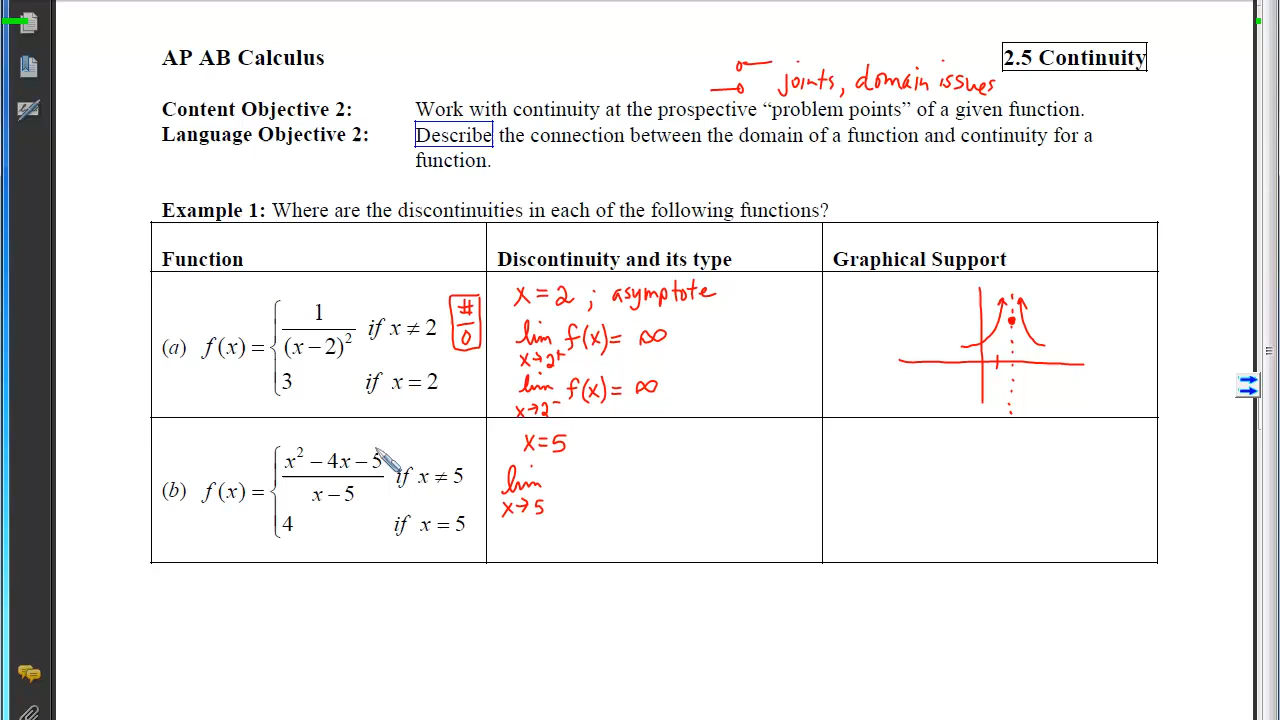 AP AB Calculus
2.5 Continuity
joints, domain issues
Content Objective 2: Work with continuity at the prospective “problem points” of a given function.
Language Objective 2: Describe the connection between the domain of a function and continuity for a
function.
Example 1: Where are the discontinuities in each of the following functions?
Function Discontinuity and its type Graphical Support
(a) f(x) = { 1/(x − 2)² if x ≠ 2
3 if x = 2
#/0
x = 2 ; asymptote
lim x→2⁺ f(x) = ∞
lim x→2⁻ f(x) = ∞
(b) f(x) = { (x² − 4x − 5)/(x − 5) if x ≠ 5
4 if x = 5
x = 5
lim x→5